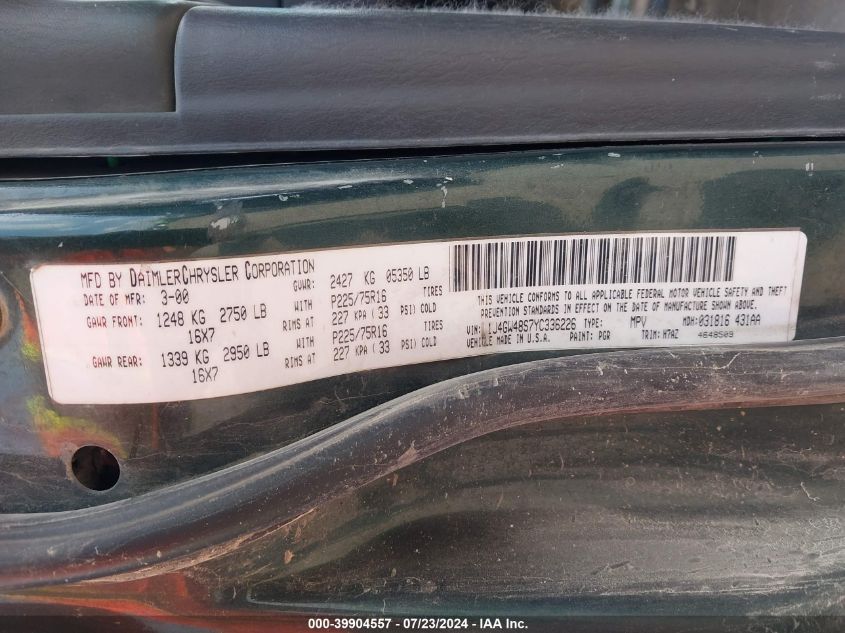 MFD BY DAIMLERCHRYSLER CORPORATION
DATE OF MFR: 3-00 GVWR: 2427 KG 05350 LB
GAWR FRONT: 1248 KG 2750 LB WITH P225/75R16 TIRES
16X7 RIMS AT 227 KPA ( 33 PSI) COLD
GAWR REAR: 1339 KG 2950 LB WITH P225/75R16 TIRES
16X7 RIMS AT 227 KPA ( 33 PSI) COLD
THIS VEHICLE CONFORMS TO ALL APPLICABLE FEDERAL MOTOR VEHICLE SAFETY AND THEFT
PREVENTION STANDARDS IN EFFECT ON THE DATE OF MANUFACTURE SHOWN ABOVE.
VIN: 1J4GW48S7YC336226 TYPE: MPV MDH: 031816 431AA
VEHICLE MADE IN U.S.A. PAINT: PGR TRIM: H7AZ 4648509
000-39904557 - 07/23/2024 - IAA Inc.